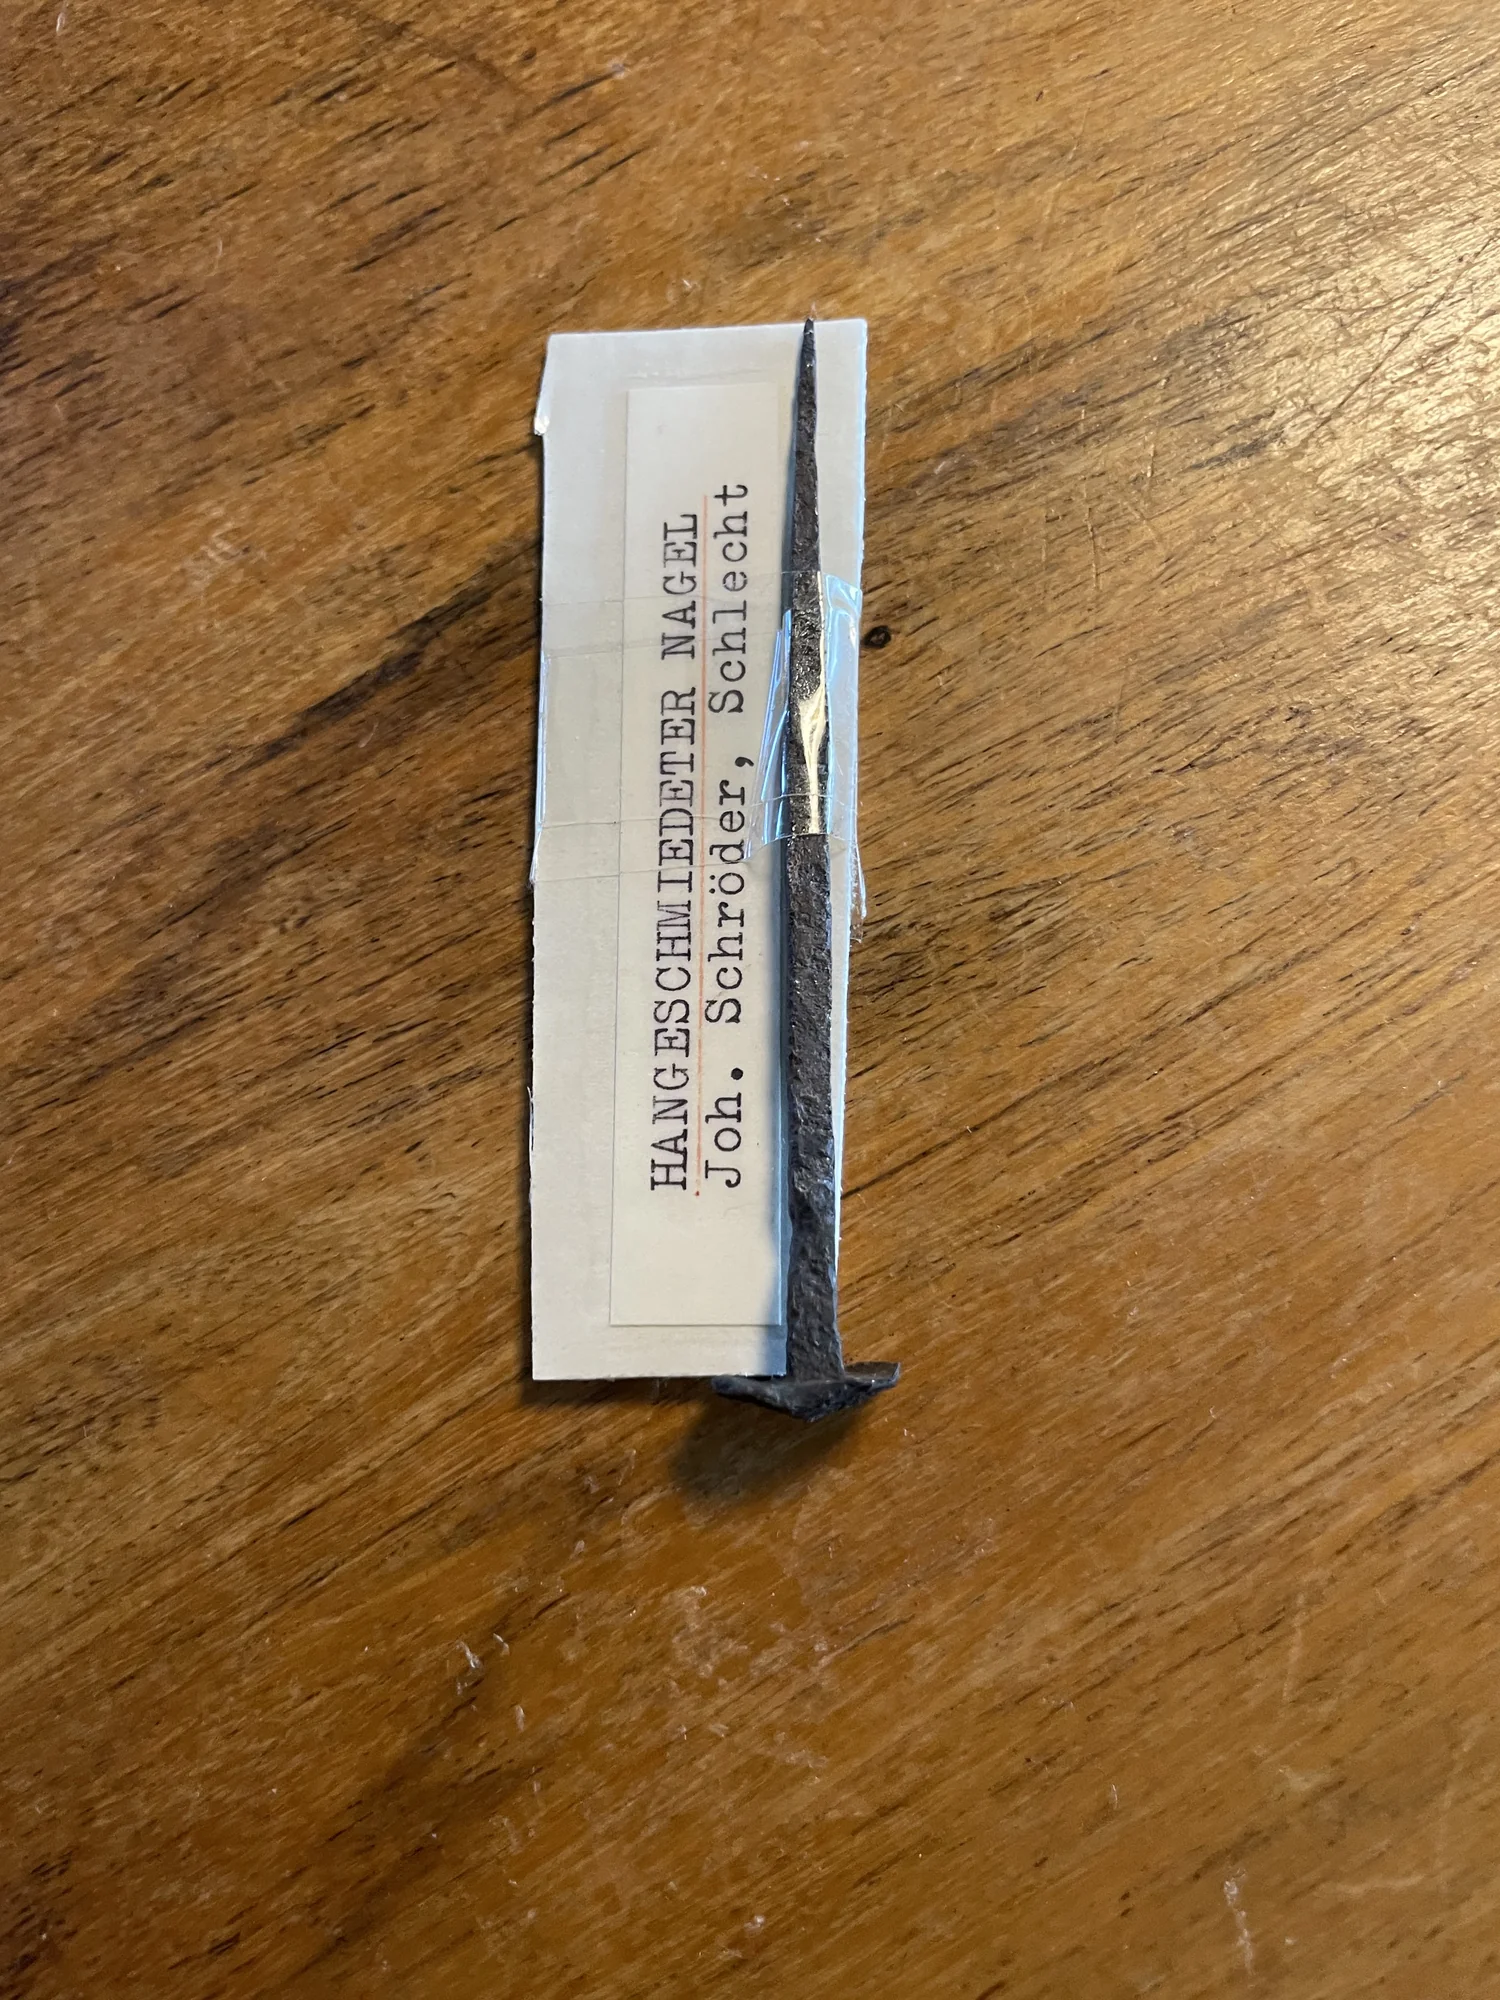 HANGESCHMIEDETER NAGEL
Joh. Schröder, Schlecht